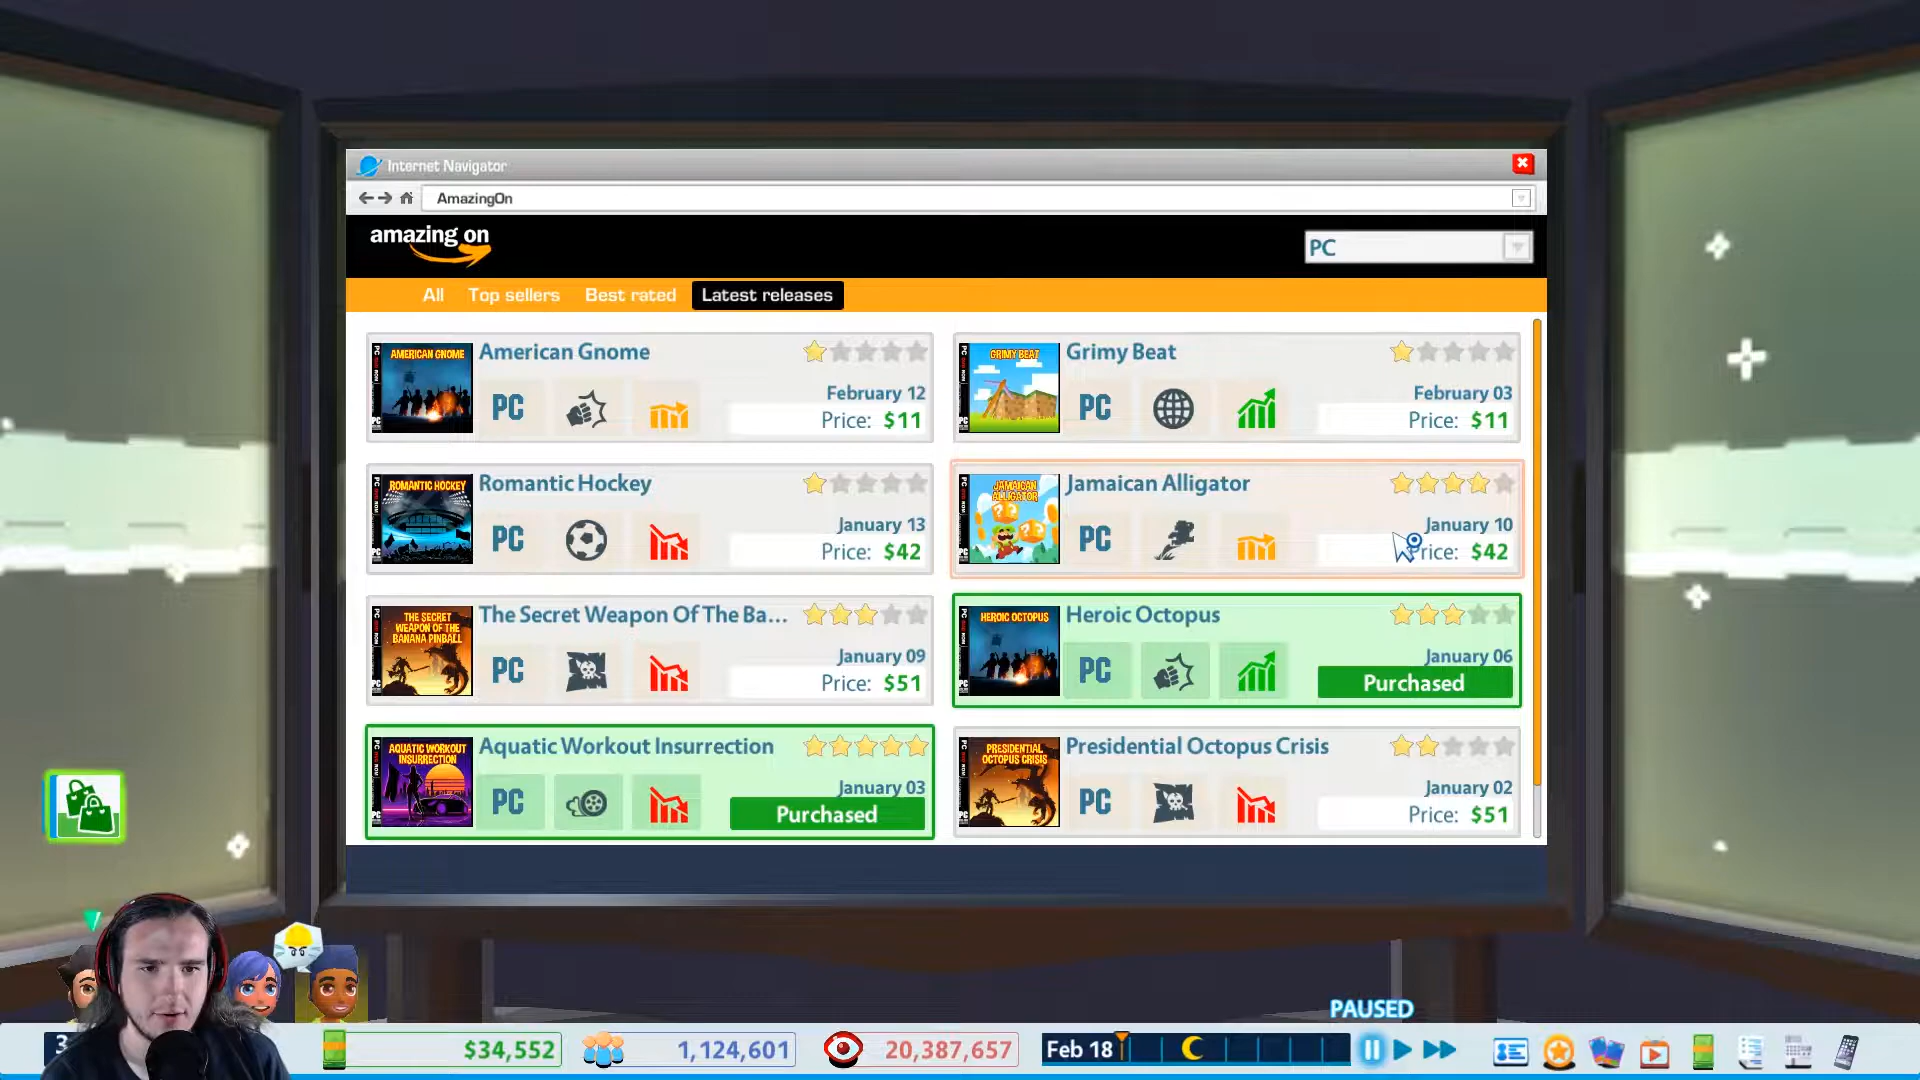 Internet Navigator
AmazingOn
amazing on
PC
All Top sellers Best rated Latest releases
AMERICAN GNOME
American Gnome
PC
February 12
Price: $11
GRIMY BEAT
Grimy Beat
PC
February 03
Price: $11
ROMANTIC HOCKEY
Romantic Hockey
PC
January 13
Price: $42
JAMAICAN
ALLIGATOR
Jamaican Alligator
PC
January 10
rice: $42
THE SECRET
WEAPON OF THE
BANANA PINBALL
The Secret Weapon Of The Ba...
PC
January 09
Price: $51
HEROIC OCTOPUS
Heroic Octopus
PC
January 06
Purchased
AQUATIC WORKOUT
INSURRECTION
Aquatic Workout Insurrection
PC
January 03
Purchased
PRESIDENTIAL
OCTOPUS CRISIS
Presidential Octopus Crisis
PC
January 02
Price: $51
PAUSED
3
$34,552
1,124,601
20,387,657
Feb 18